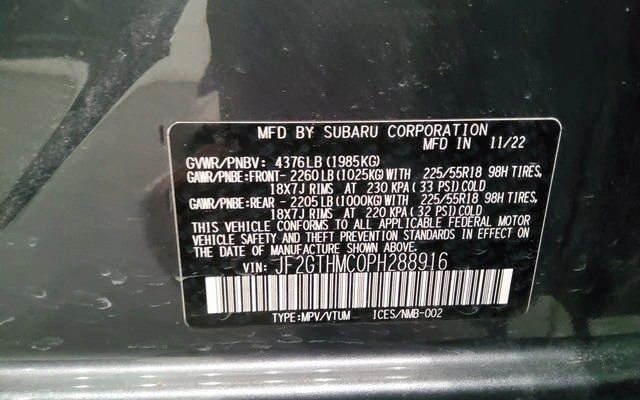 MFD BY SUBARU CORPORATION
MFD IN 11/22
GVWR/PNBV: 4376LB(1985KG)
GAWR/PNBE:FRONT- 2260LB(1025KG)WITH 225/55R18 98H TIRES,
18X7J RIMS AT 230 KPA(33 PSI)COLD
GAWR/PNBE:REAR - 2205LB(1000KG)WITH 225/55R18 98H TIRES,
18X7J RIMS AT 220 KPA(32 PSI)COLD
THIS VEHICLE CONFORMS TO ALL APPLICABLE FEDERAL MOTOR
VEHICLE SAFETY AND THEFT PREVENTION STANDARDS IN EFFECT ON
THE DATE OF MANUFACTURE SHOWN ABOVE.
VIN: JF2GTHMC0PH288916
TYPE:MPV/VTUM ICES/NMB-002